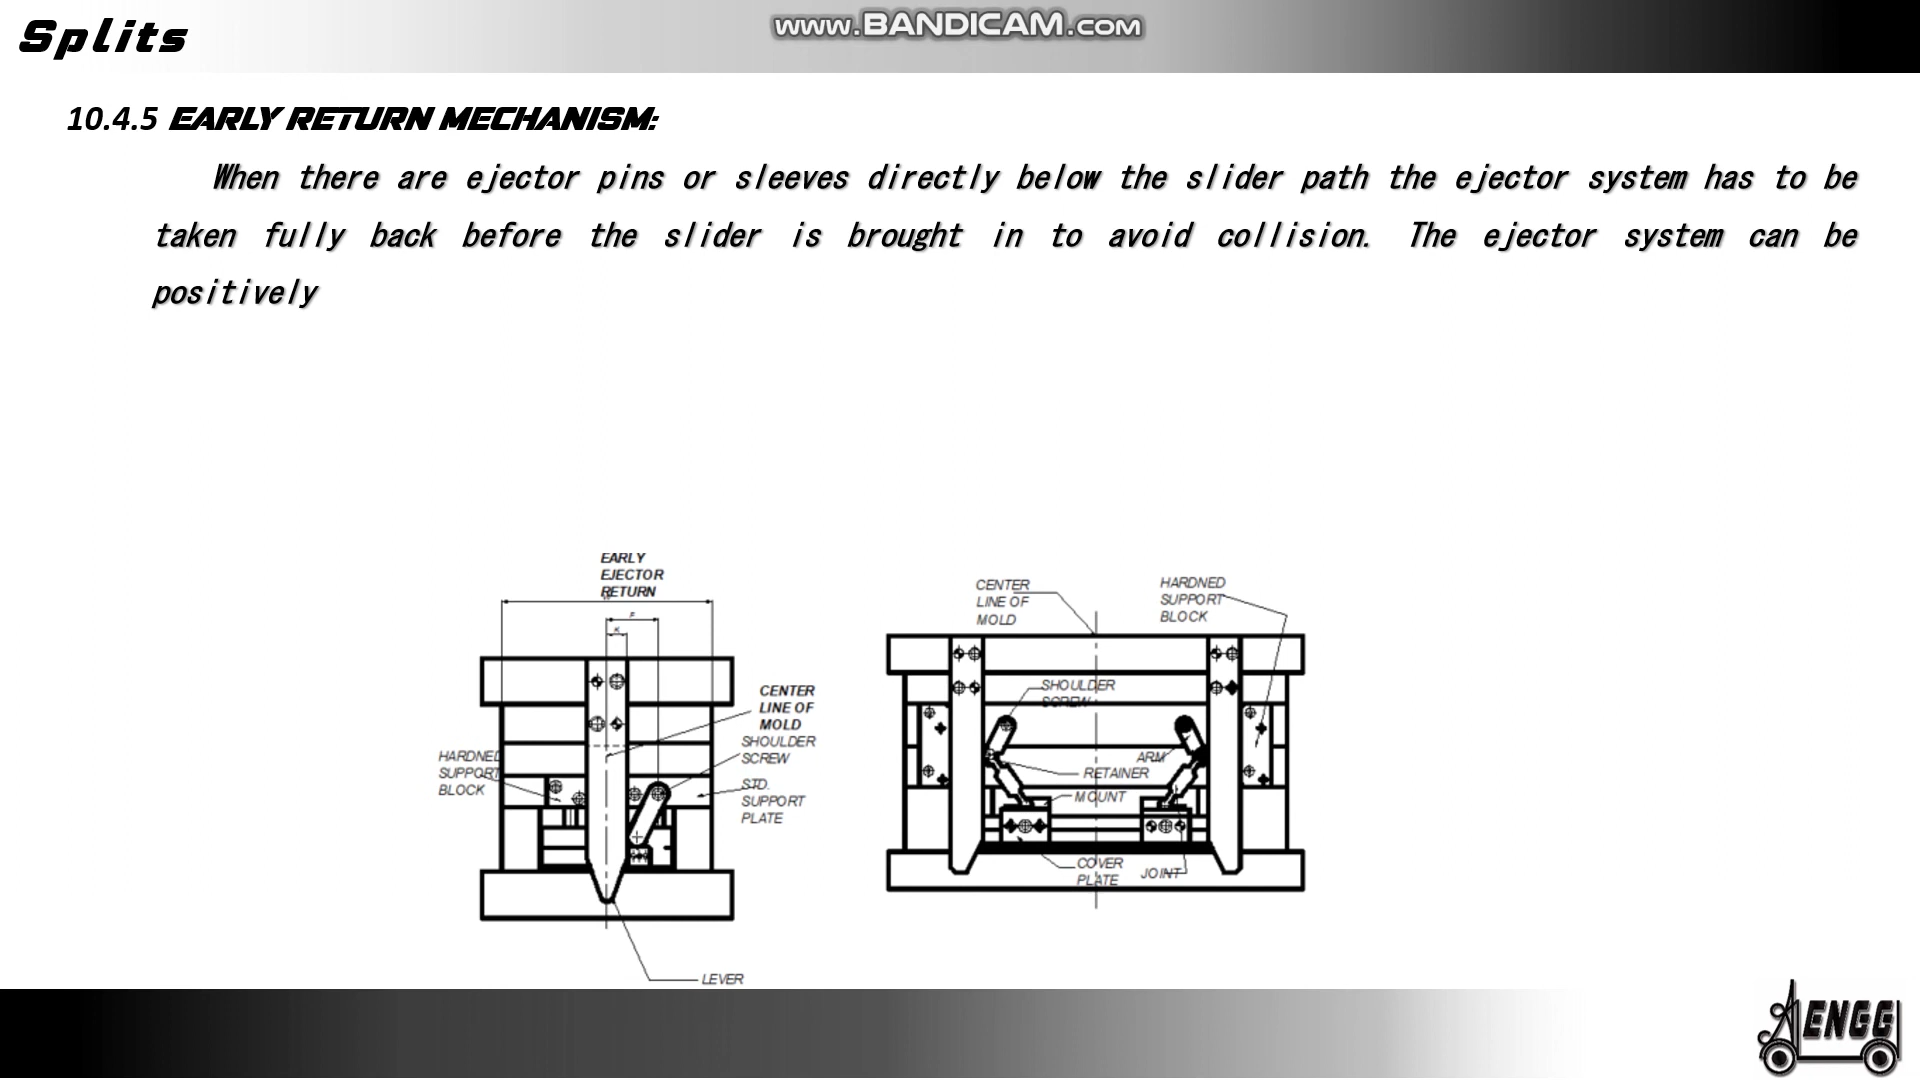 Splits
www.BANDICAM.com
10.4.5 EARLY RETURN MECHANISM:
When there are ejector pins or sleeves directly below the slider path the ejector system has to be
taken fully back before the slider is brought in to avoid collision. The ejector system can be
positively
EARLY
EJECTOR
RETURN
F
K
CENTER
LINE OF
MOLD
SHOULDER
SCREW
HARDNED
SUPPORT
BLOCK
STD.
SUPPORT
PLATE
LEVER
CENTER
LINE OF
MOLD
HARDNED
SUPPORT
BLOCK
SHOULDER
SCREW
ARM
RETAINER
MOUNT
COVER
PLATE
JOINT
ENGG